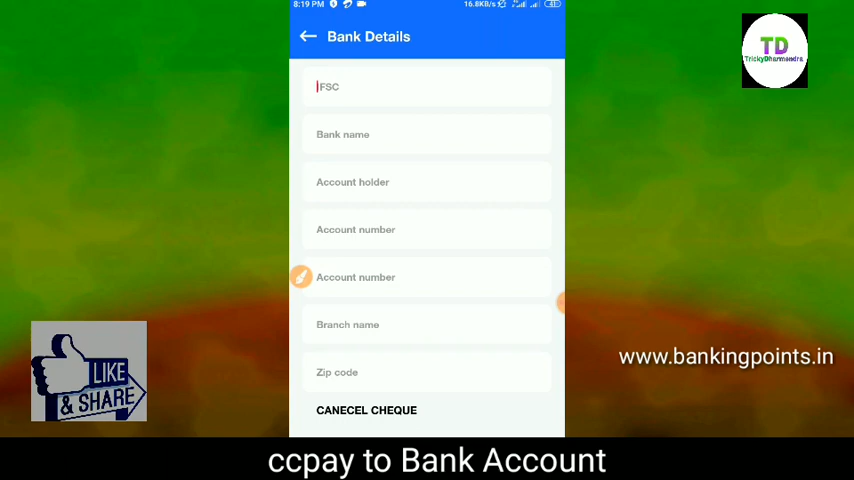 8:19 PM
16.8KB/s
41
Bank Details
IFSC
Bank name
Account holder
Account number
Account number
Branch name
Zip code
CANECEL CHEQUE
TD
TrickyDharmendra
LIKE
& SHARE
www.bankingpoints.in
ccpay to Bank Account